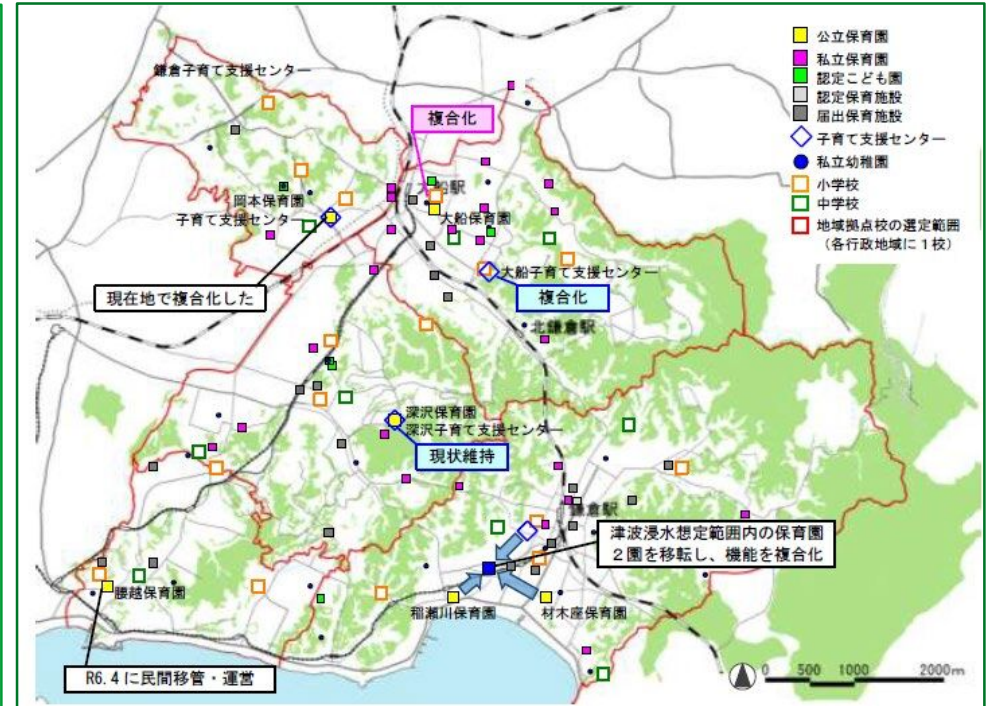 公立保育園
私立保育園
認定こども園
認定保育施設
届出保育施設
子育て支援センター
私立幼稚園
小学校
中学校
地域拠点校の選定範囲
（各行政地域に１校）
鎌倉子育て支援センター
複合化
大船駅
岡本保育園
子育て支援センター
大船保育園
大船子育て支援センター
現在地で複合化した
複合化
北鎌倉駅
深沢保育園
深沢子育て支援センター
現状維持
鎌倉駅
津波浸水想定範囲内の保育園
２園を移転し、機能を複合化
腰越保育園
稲瀬川保育園
材木座保育園
R6.4に民間移管・運営
0 500 1000 2000m